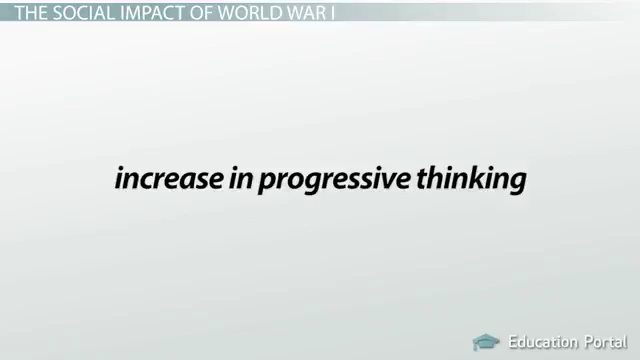 THE SOCIAL IMPACT OF WORLD WAR I
increase in progressive thinking
Education Portal